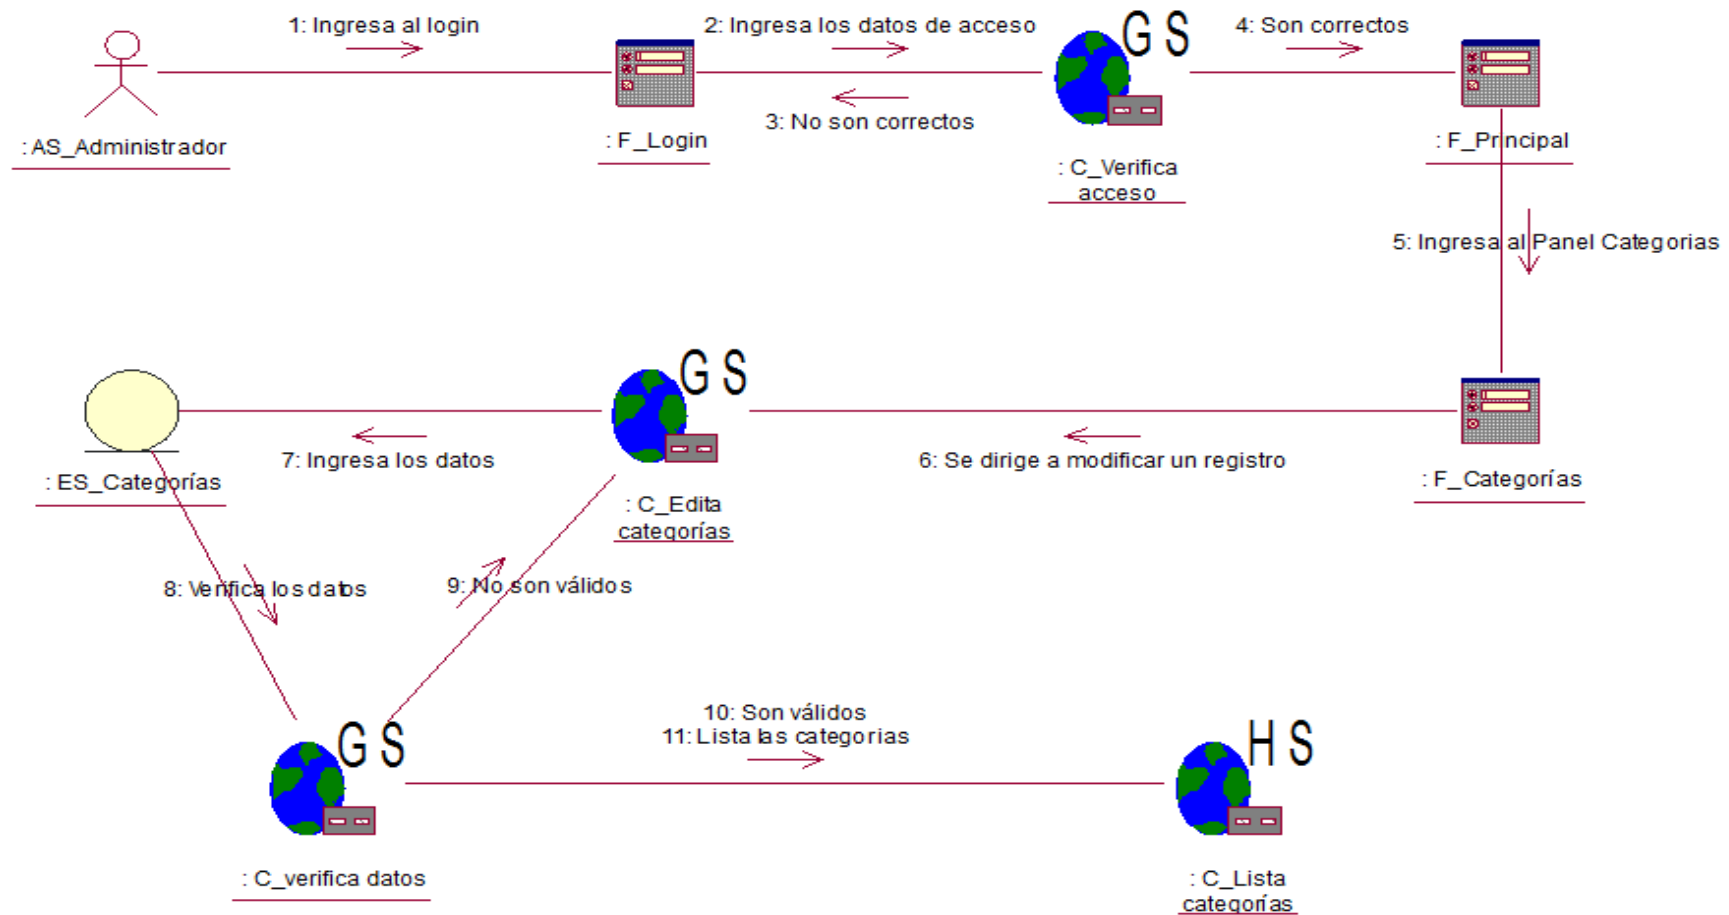 1: Ingresa al login
2: Ingresa los datos de acceso
G S
4: Son correctos
3: No son correctos
: AS_Administrador
: F_Login
: C_Verifica
acceso
: F_Principal
5: Ingresa al Panel Categorias
G S
7: Ingresa los datos
6: Se dirige a modificar un registro
: ES_Categorías
: C_Edita
categorías
: F_Categorías
8: Verifica los datos
9: No son válidos
10: Son válidos
11: Lista las categorias
G S
H S
: C_verifica datos
: C_Lista
categorías